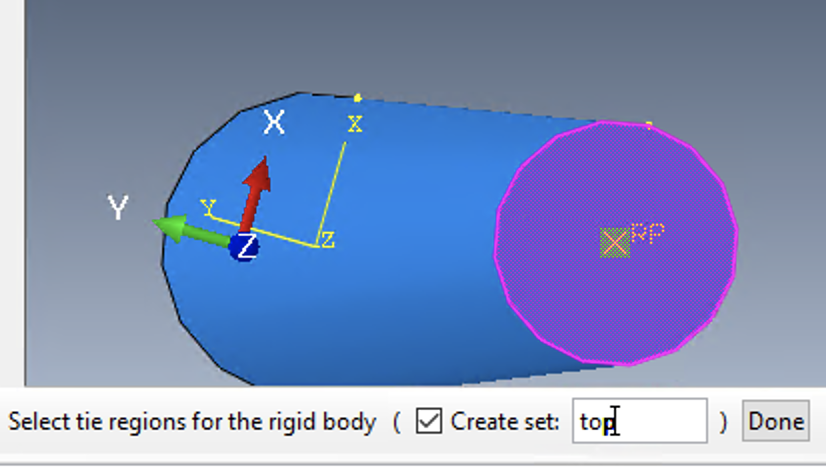 X
X
Y
Y
Z
Z
RP
Select tie regions for the rigid body ( Create set: top ) Done